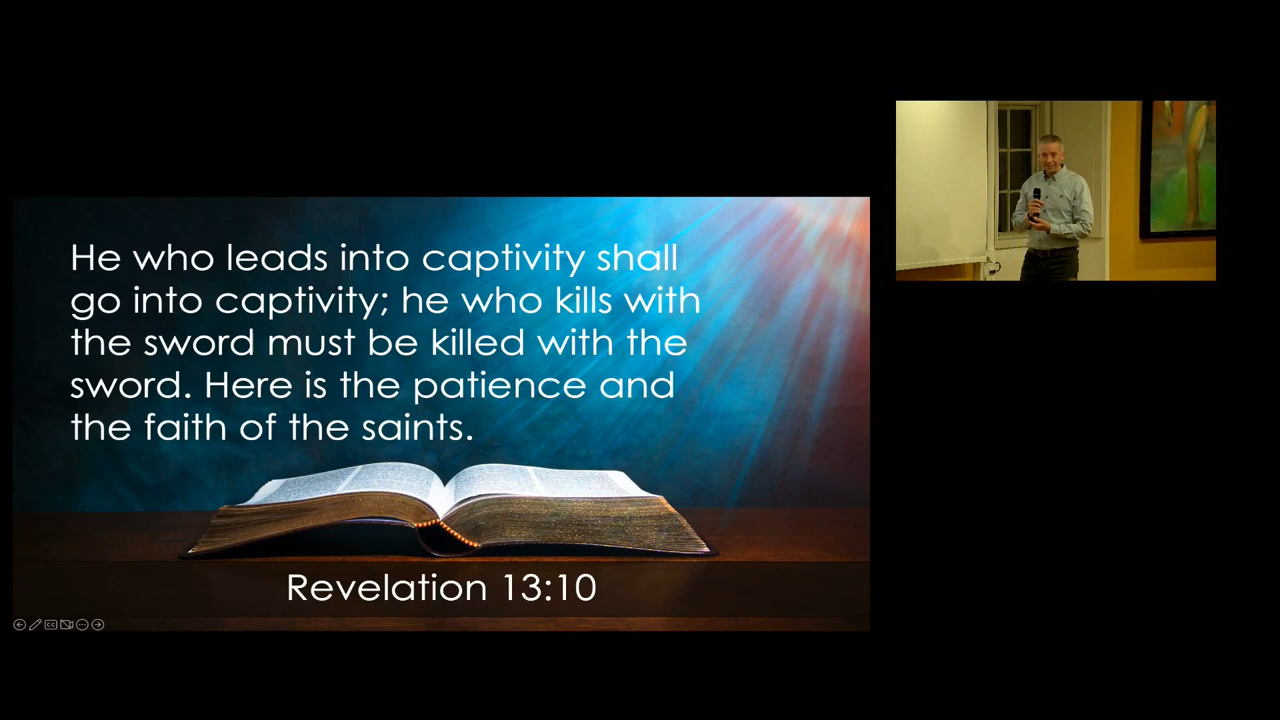 He who leads into captivity shall
go into captivity; he who kills with
the sword must be killed with the
sword. Here is the patience and
the faith of the saints.
Revelation 13:10